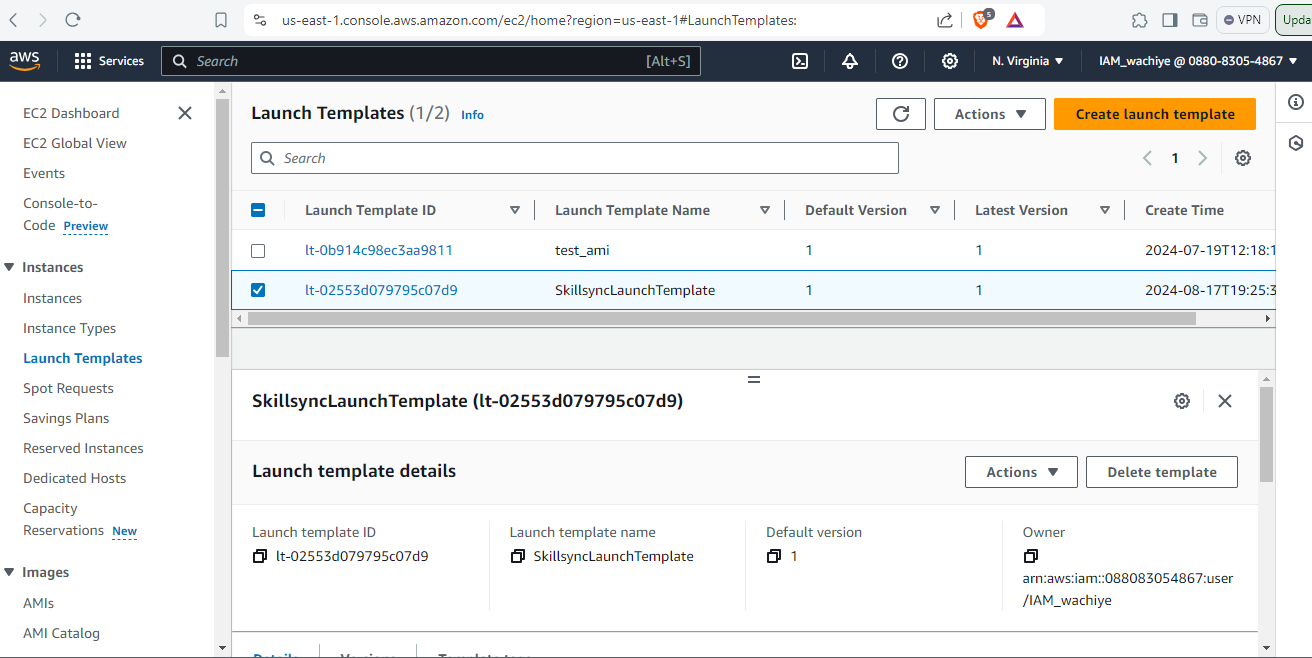 us-east-1.console.aws.amazon.com/ec2/home?region=us-east-1#LaunchTemplates:
5
VPN
Upda
aws
Services
Search
[Alt+S]
N. Virginia
IAM_wachiye @ 0880-8305-4867
EC2 Dashboard
EC2 Global View
Events
Console-to-
Code Preview
Instances
Instances
Instance Types
Launch Templates
Spot Requests
Savings Plans
Reserved Instances
Dedicated Hosts
Capacity
Reservations New
Images
AMIs
AMI Catalog
Launch Templates (1/2) Info
Actions
Create launch template
Search
1
Launch Template ID
Launch Template Name
Default Version
Latest Version
Create Time
lt-0b914c98ec3aa9811
test_ami
1
1
2024-07-19T12:18:1
lt-02553d079795c07d9
SkillsyncLaunchTemplate
1
1
2024-08-17T19:25:3
SkillsyncLaunchTemplate (lt-02553d079795c07d9)
Launch template details
Actions
Delete template
Launch template ID
lt-02553d079795c07d9
Launch template name
SkillsyncLaunchTemplate
Default version
1
Owner
arn:aws:iam::088083054867:user
/IAM_wachiye
Details
Versions